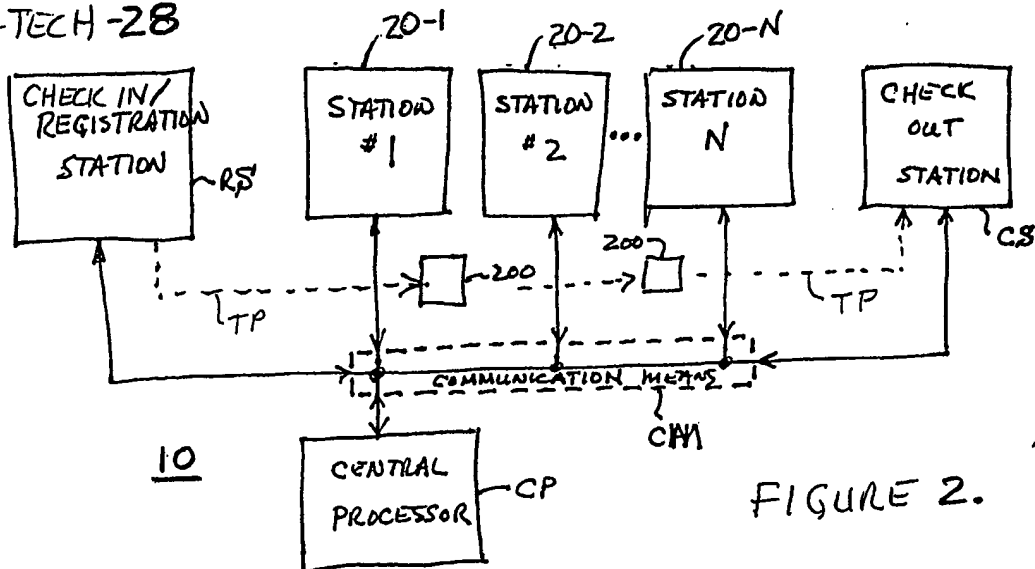 -TECH-28
20-1
20-2
20-N
CHECK IN/
REGISTRATION
STATION
RS
STATION
#1
STATION
#2
...
STATION
N
CHECK
OUT
STATION
CS
200
200
TP
TP
COMMUNICATION MEANS
CM
10
CENTRAL
PROCESSOR
CP
FIGURE 2.